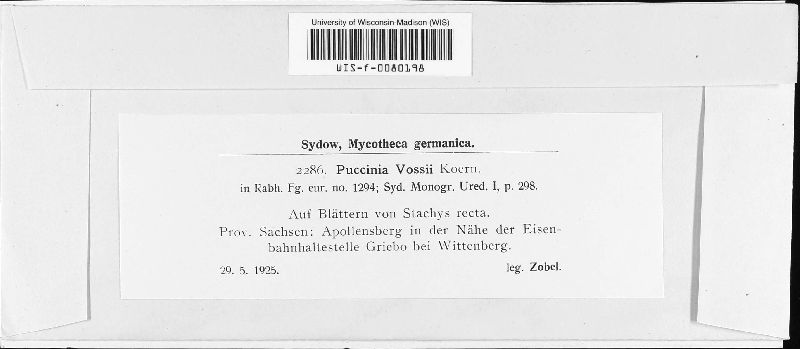 University of Wisconsin-Madison (WIS)
WIS-f-0080198
Sydow, Mycotheca germanica.
2286. Puccinia Vossii Koern.
in Rabh. Fg. eur. no. 1294; Syd. Monogr. Ured. I, p. 298.
Auf Blättern von Stachys recta.
Prov. Sachsen: Apollensberg in der Nähe der Eisen-
bahnhaltestelle Griebo bei Wittenberg.
29. 5. 1925. leg. Zobel.